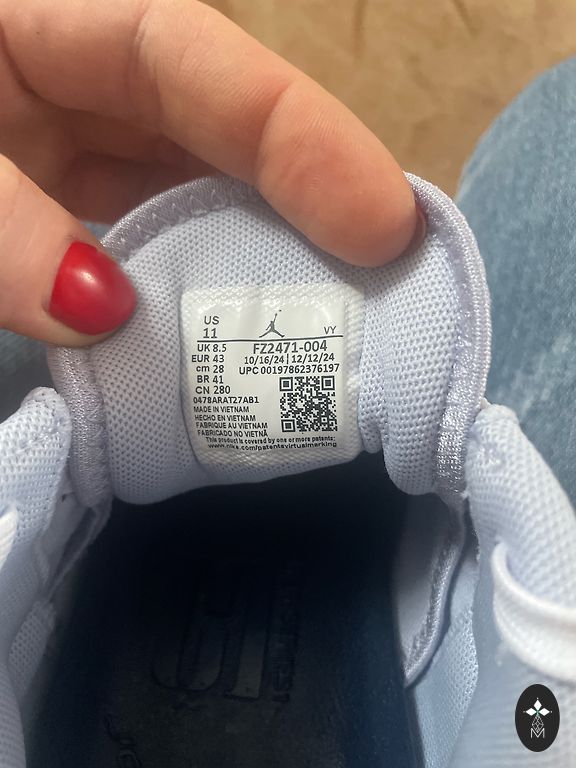 US
11
VY
UK 8.5 FZ2471-004
EUR 43 10/16/24 | 12/12/24
cm 28 UPC 00197862376197
BR 41
CN 280
0478ARAT27AB1
MADE IN VIETNAM
HECHO EN VIETNAM
FABRIQUE AU VIETNAM
FABRICADO NO VIETNÃ
This product is covered by one or more patents:
www.nike.com/patentsvirtualmarking